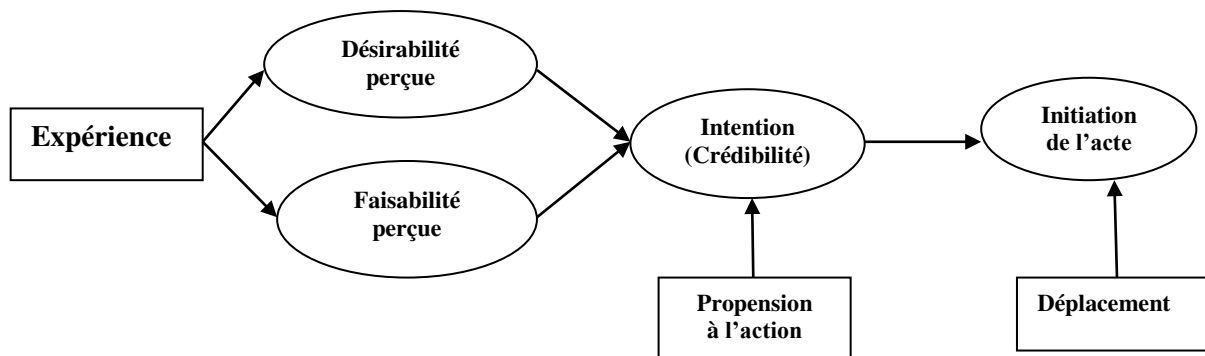 Désirabilité
perçue
Expérience
Faisabilité
perçue
Intention
(Crédibilité)
Initiation
de l’acte
Propension
à l’action
Déplacement